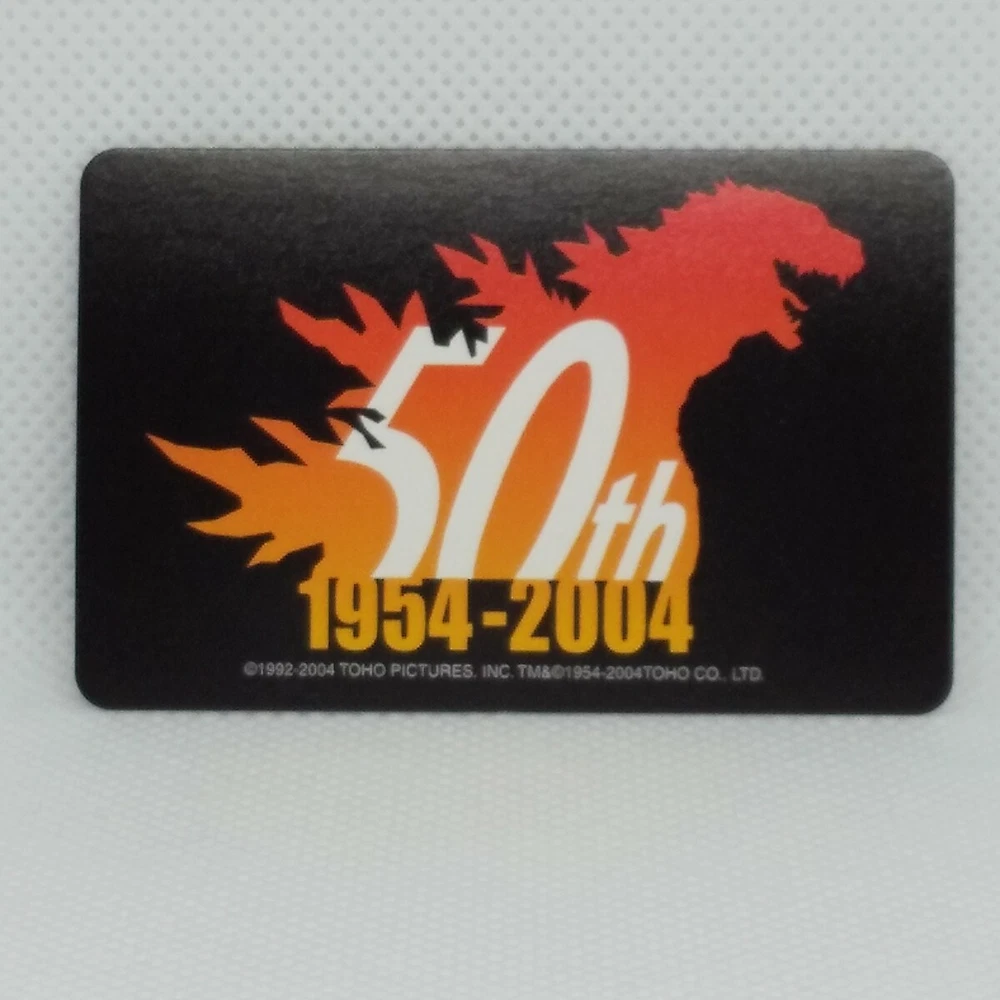 50th
1954-2004
©1992-2004 TOHO PICTURES. INC. TM&©1954-2004TOHO CO., LTD.